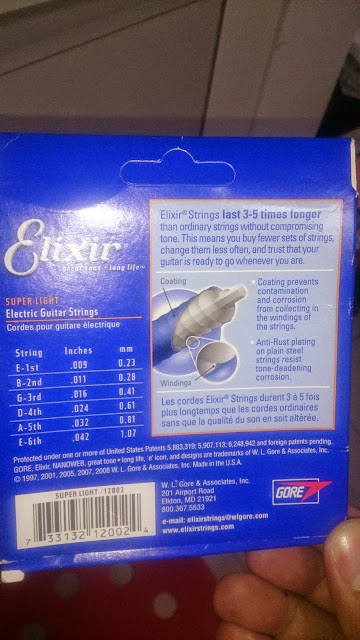 Elixir®
great tone • long life™
SUPER LIGHT
Electric Guitar Strings
Cordes pour guitare électrique
String Inches mm
E-1st .009 0.23
B-2nd .011 0.28
G-3rd .016 0.41
D-4th .024 0.61
A-5th .032 0.81
E-6th .042 1.07
Elixir® Strings last 3-5 times longer
than ordinary strings without compromising
tone. This means you buy fewer sets of strings,
change them less often, and trust that your
guitar is ready to go whenever you are.
Coating
Windings
• Coating prevents
contamination
and corrosion
from collecting in
the windings of
the strings.
• Anti-Rust plating
on plain steel
strings resist
tone-deadening
corrosion.
Les cordes Elixir® Strings durent 3 à 5 fois
plus longtemps que les cordes ordinaires
sans que la qualité du son en soit altérée.
Protected under one or more of United States Patents 5,883,319; 5,907,113; 6,248,942 and foreign patents pending.
GORE, Elixir, NANOWEB, great tone • long life, 'e' icon, and designs are trademarks of W. L. Gore & Associates, Inc.
© 1997, 2001, 2005, 2007, 2008 W. L. Gore & Associates, Inc. Made in the U.S.A.
SUPER LIGHT / 12002
7 33132 12002 4
W. L. Gore & Associates, Inc.
201 Airport Road
Elkton, MD 21921
800.367.5533
e-mail: elixirstrings@wlgore.com
www.elixirstrings.com
GORE